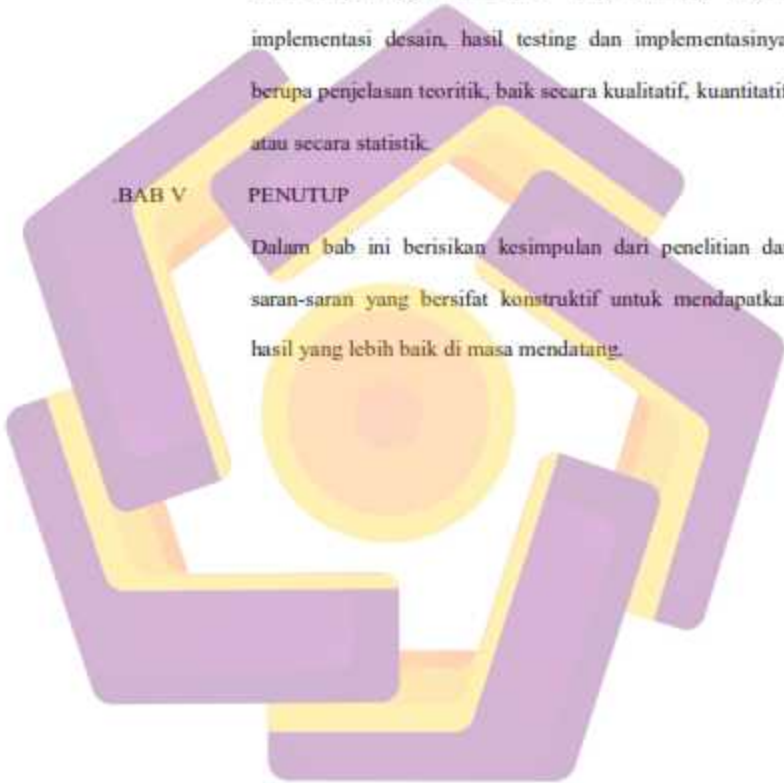 implementasi desain, hasil testing dan implementasinya
berupa penjelasan teoritik, baik secara kualitatif, kuantitatif
atau secara statistik.
.BAB V PENUTUP
Dalam bab ini berisikan kesimpulan dari penelitian dan
saran-saran yang bersifat konstruktif untuk mendapatkan
hasil yang lebih baik di masa mendatang.